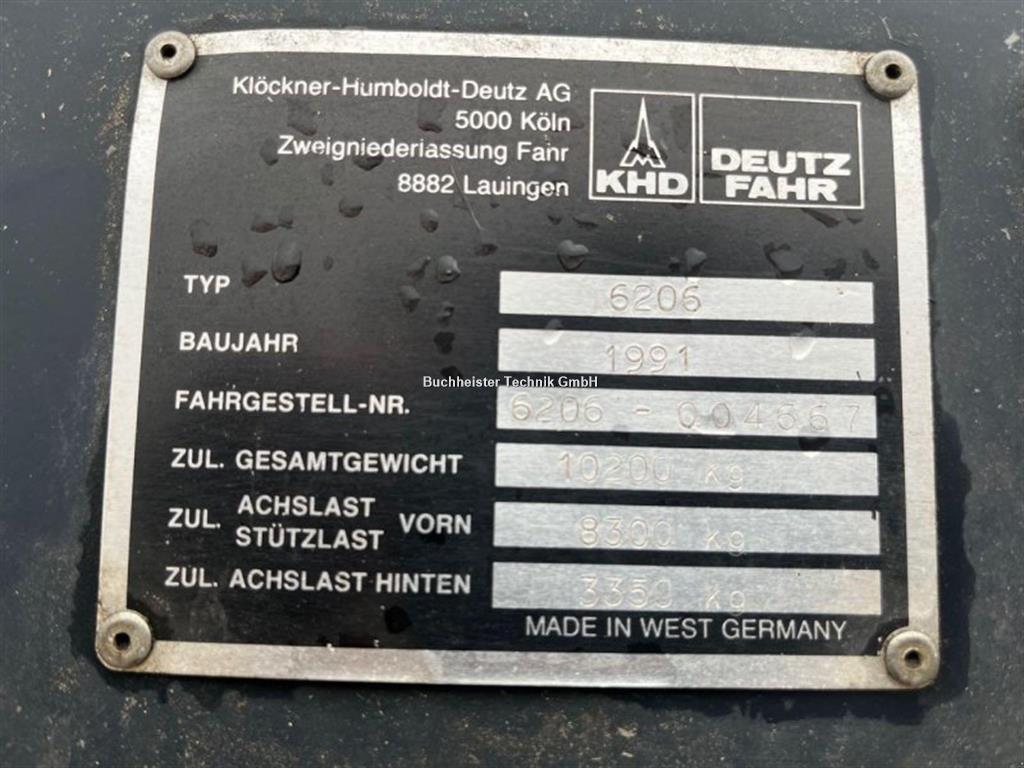 Klöckner-Humboldt-Deutz AG
5000 Köln
Zweigniederlassung Fahr
8882 Lauingen
KHD
DEUTZ
FAHR
TYP 6206
BAUJAHR 1991
Buchheister Technik GmbH
FAHRGESTELL-NR. 6206 - 004667
ZUL. GESAMTGEWICHT 10200 kg
ZUL. ACHSLAST STÜTZLAST VORN 8300 kg
ZUL. ACHSLAST HINTEN 3350 kg
MADE IN WEST GERMANY